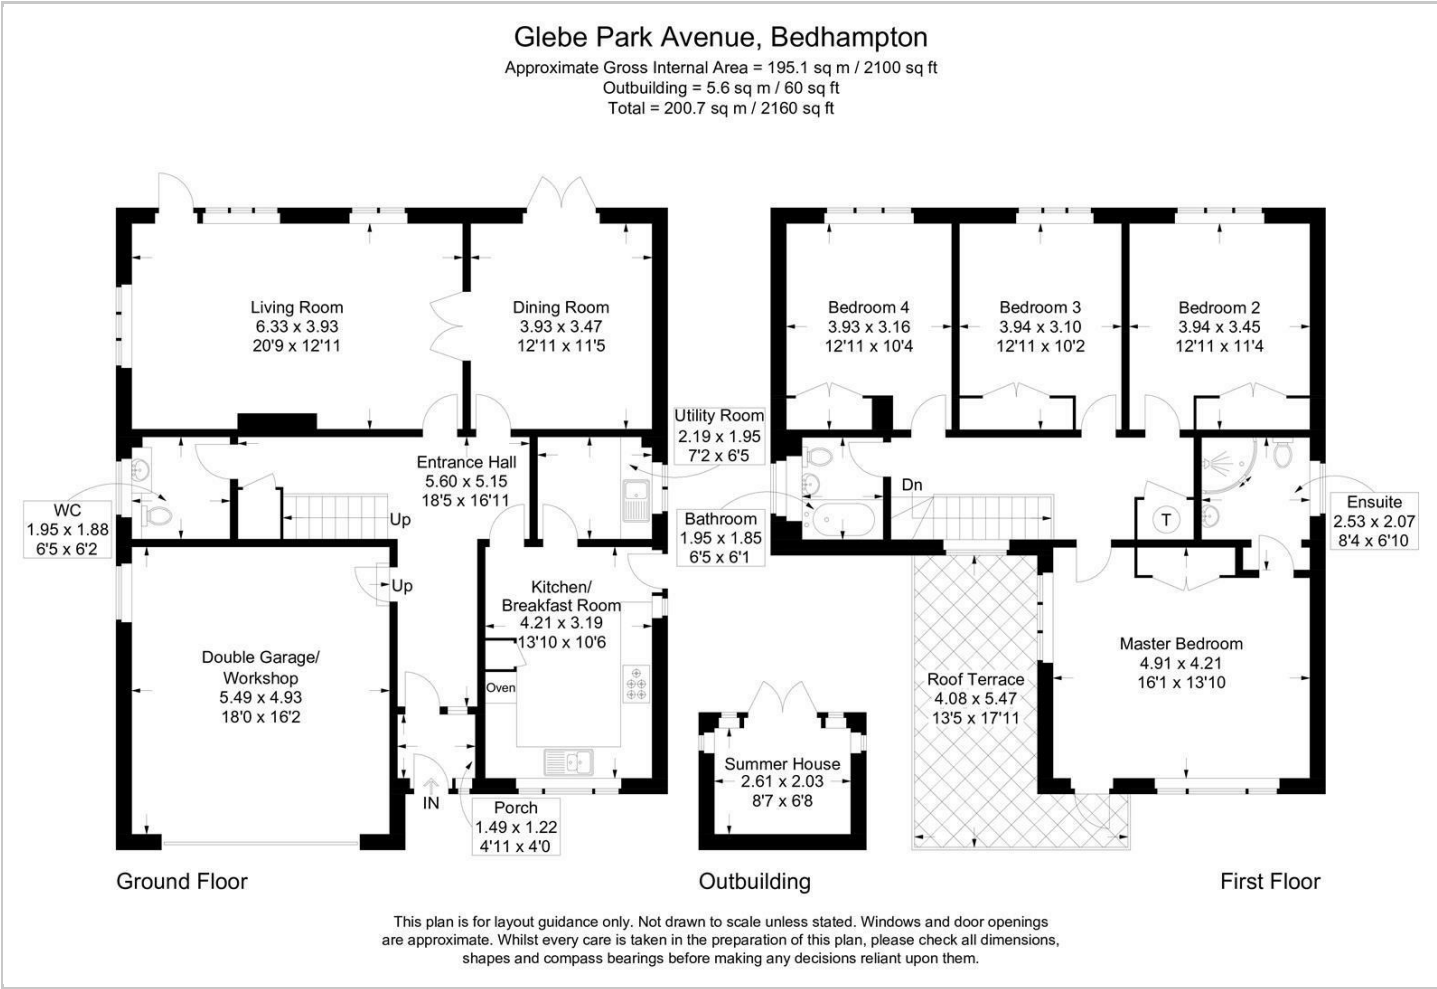 Glebe Park Avenue, Bedhampton
Approximate Gross Internal Area = 195.1 sq m / 2100 sq ft
Outbuilding = 5.6 sq m / 60 sq ft
Total = 200.7 sq m / 2160 sq ft
Living Room
6.33 x 3.93
20'9 x 12'11
Dining Room
3.93 x 3.47
12'11 x 11'5
Utility Room
2.19 x 1.95
7'2 x 6'5
Entrance Hall
5.60 x 5.15
18'5 x 16'11
WC
1.95 x 1.88
6'5 x 6'2
Up
Up
Kitchen/
Breakfast Room
4.21 x 3.19
13'10 x 10'6
Oven
Double Garage/
Workshop
5.49 x 4.93
18'0 x 16'2
IN
Porch
1.49 x 1.22
4'11 x 4'0
Ground Floor
Summer House
2.61 x 2.03
8'7 x 6'8
Outbuilding
Bedroom 4
3.93 x 3.16
12'11 x 10'4
Bedroom 3
3.94 x 3.10
12'11 x 10'2
Bedroom 2
3.94 x 3.45
12'11 x 11'4
Bathroom
1.95 x 1.85
6'5 x 6'1
Dn
T
Ensuite
2.53 x 2.07
8'4 x 6'10
Master Bedroom
4.91 x 4.21
16'1 x 13'10
Roof Terrace
4.08 x 5.47
13'5 x 17'11
First Floor
This plan is for layout guidance only. Not drawn to scale unless stated. Windows and door openings
are approximate. Whilst every care is taken in the preparation of this plan, please check all dimensions,
shapes and compass bearings before making any decisions reliant upon them.